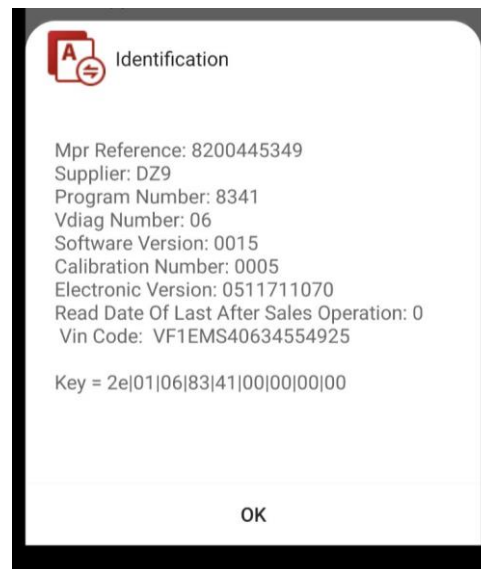 A
Identification
Mpr Reference: 8200445349
Supplier: DZ9
Program Number: 8341
Vdiag Number: 06
Software Version: 0015
Calibration Number: 0005
Electronic Version: 0511711070
Read Date Of Last After Sales Operation: 0
Vin Code: VF1EMS40634554925
Key = 2e|01|06|83|41|00|00|00|00
OK